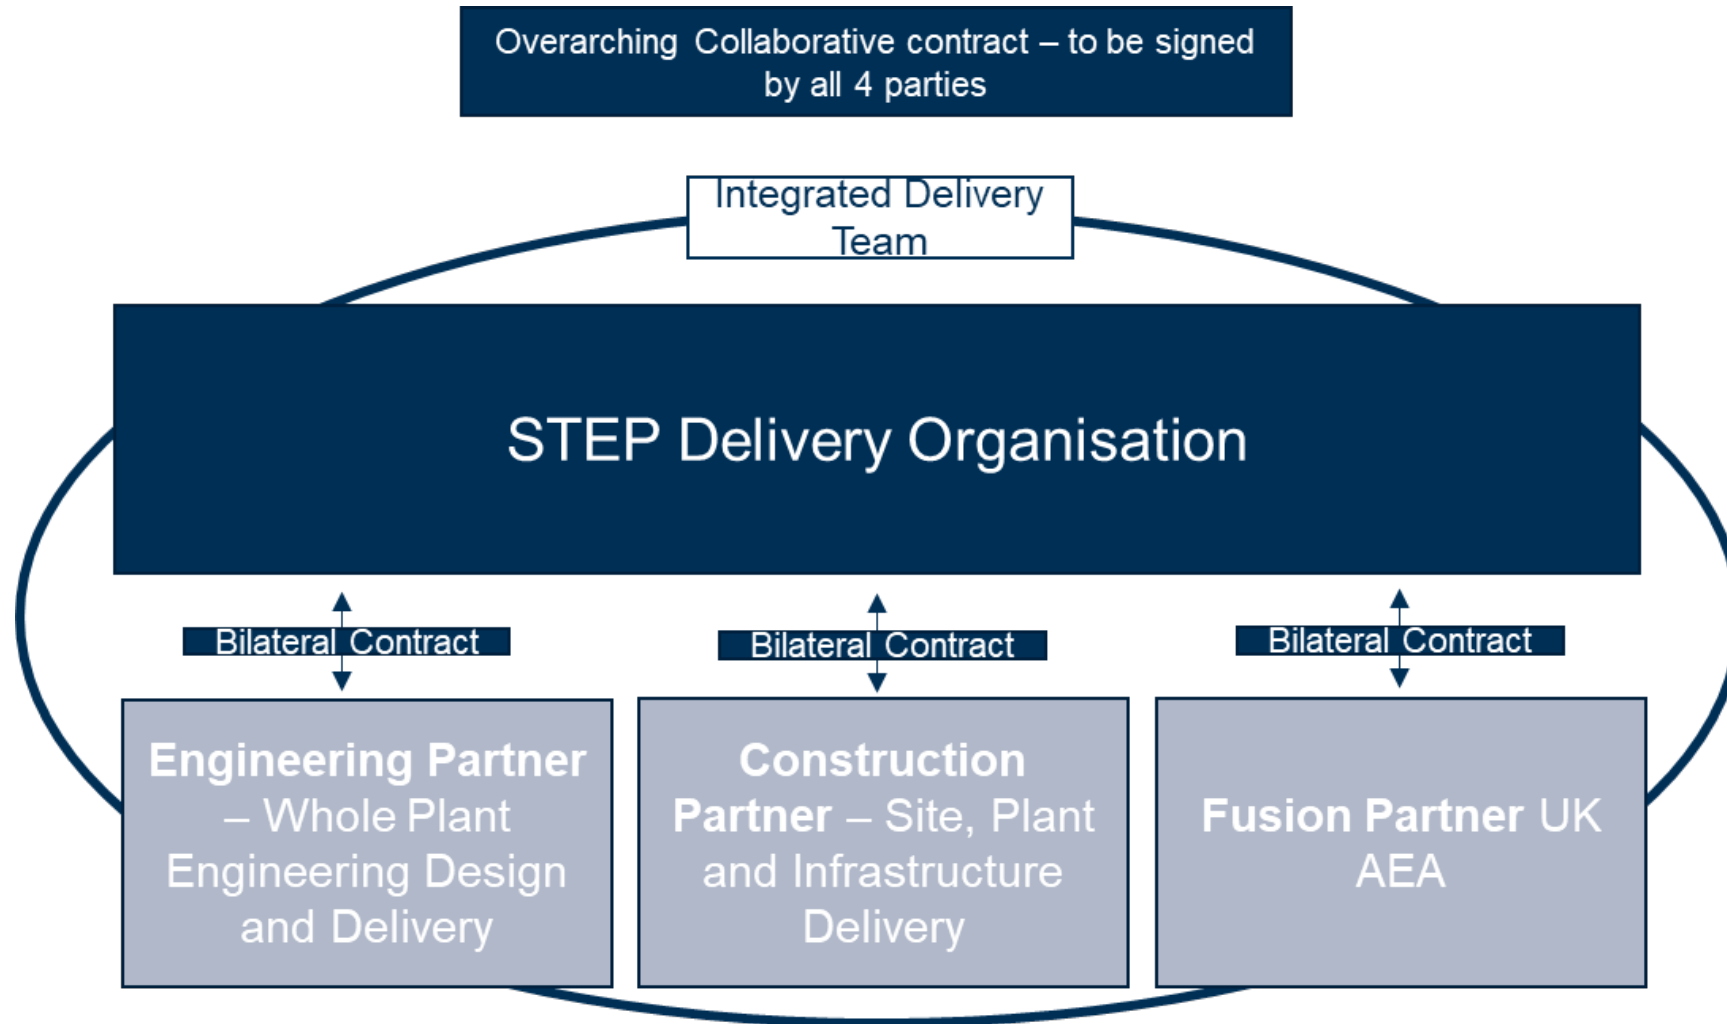 Overarching Collaborative contract – to be signed
by all 4 parties
Integrated Delivery
Team
STEP Delivery Organisation
Bilateral Contract
Bilateral Contract
Bilateral Contract
Engineering Partner
– Whole Plant
Engineering Design
and Delivery
Construction
Partner – Site, Plant
and Infrastructure
Delivery
Fusion Partner UK
AEA